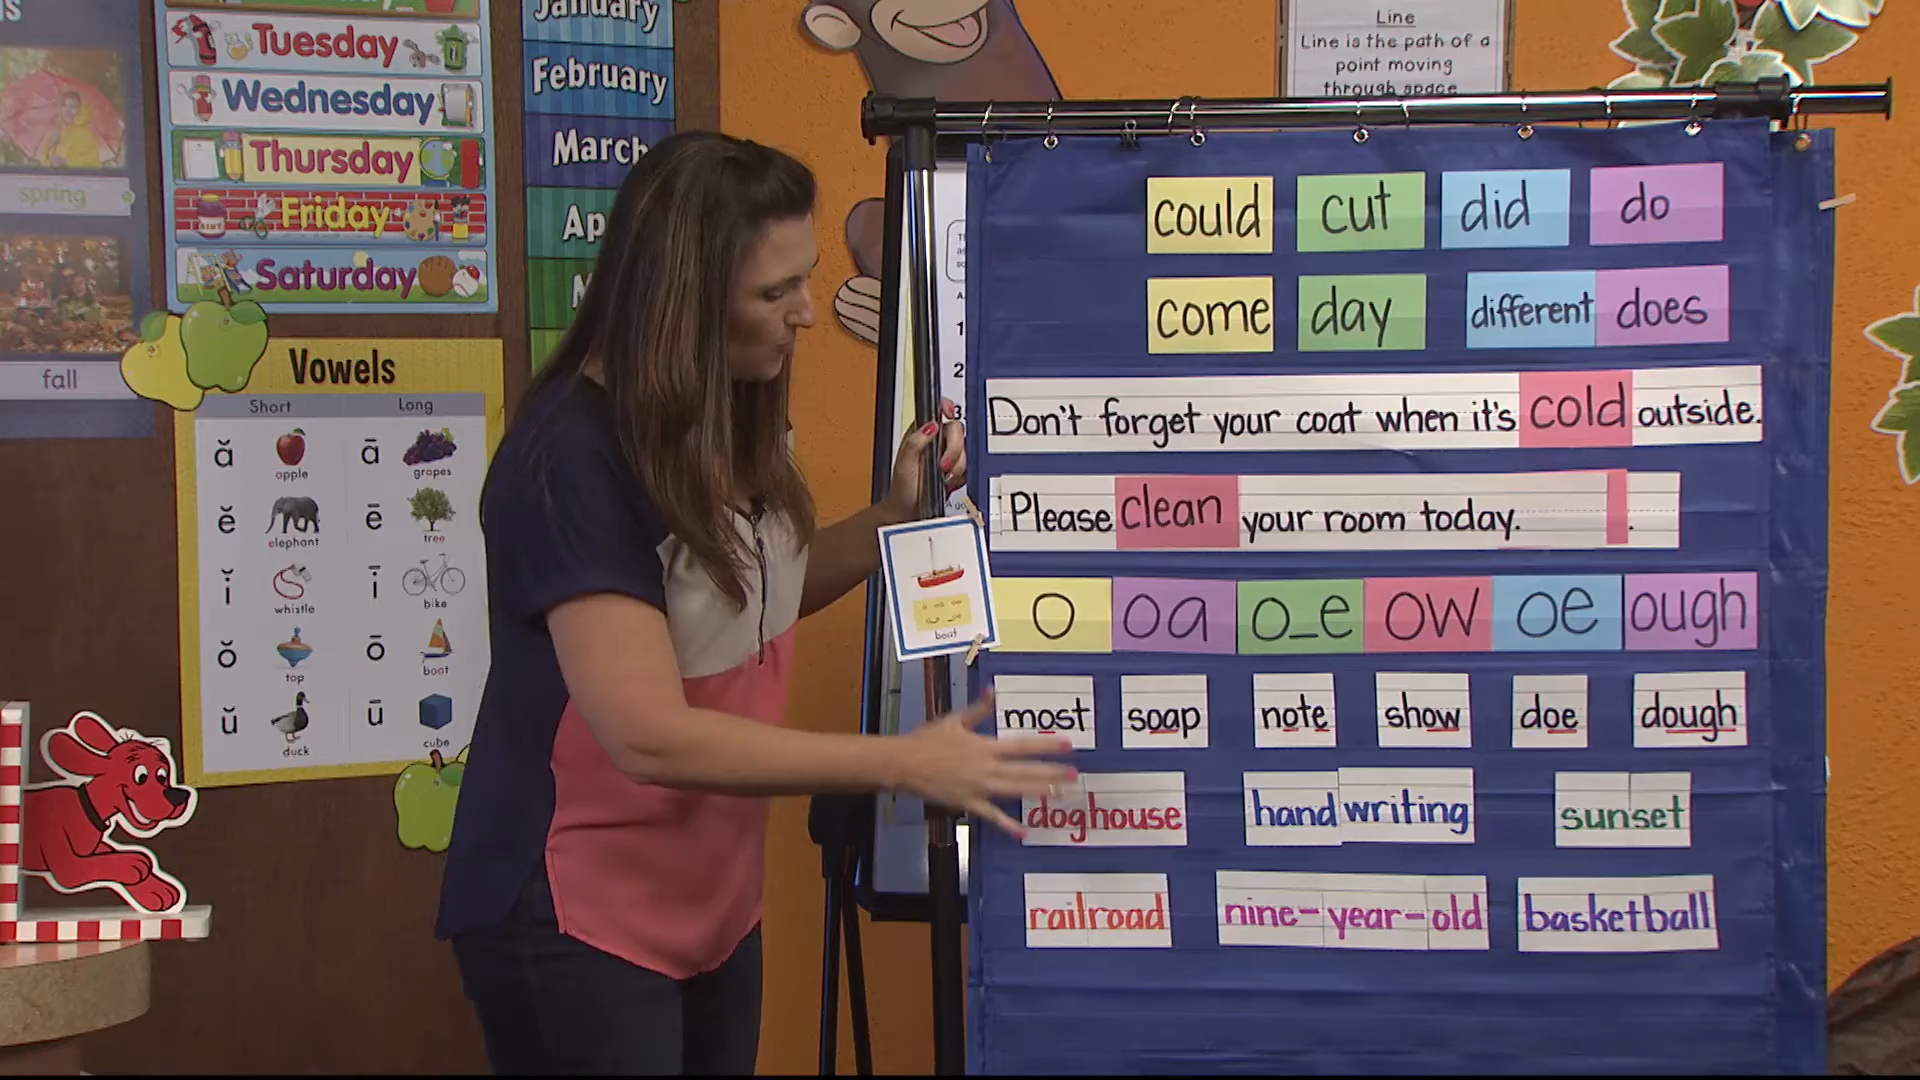 Tuesday
Wednesday
Thursday
Friday
Saturday
spring
fall
January
February
March
Vowels
Short Long
ă apple ā grapes
ĕ elephant ē tree
ĭ whistle ī bike
ŏ top ō boat
ŭ duck ū cube
Line
Line is the path of a
point moving
through space
could cut did do
come day different does
Don't forget your coat when it's cold outside.
Please clean your room today. .
boat
o oa o_e ow oe ough
most soap note show doe dough
doghouse handwriting sunset
railroad nine-year-old basketball